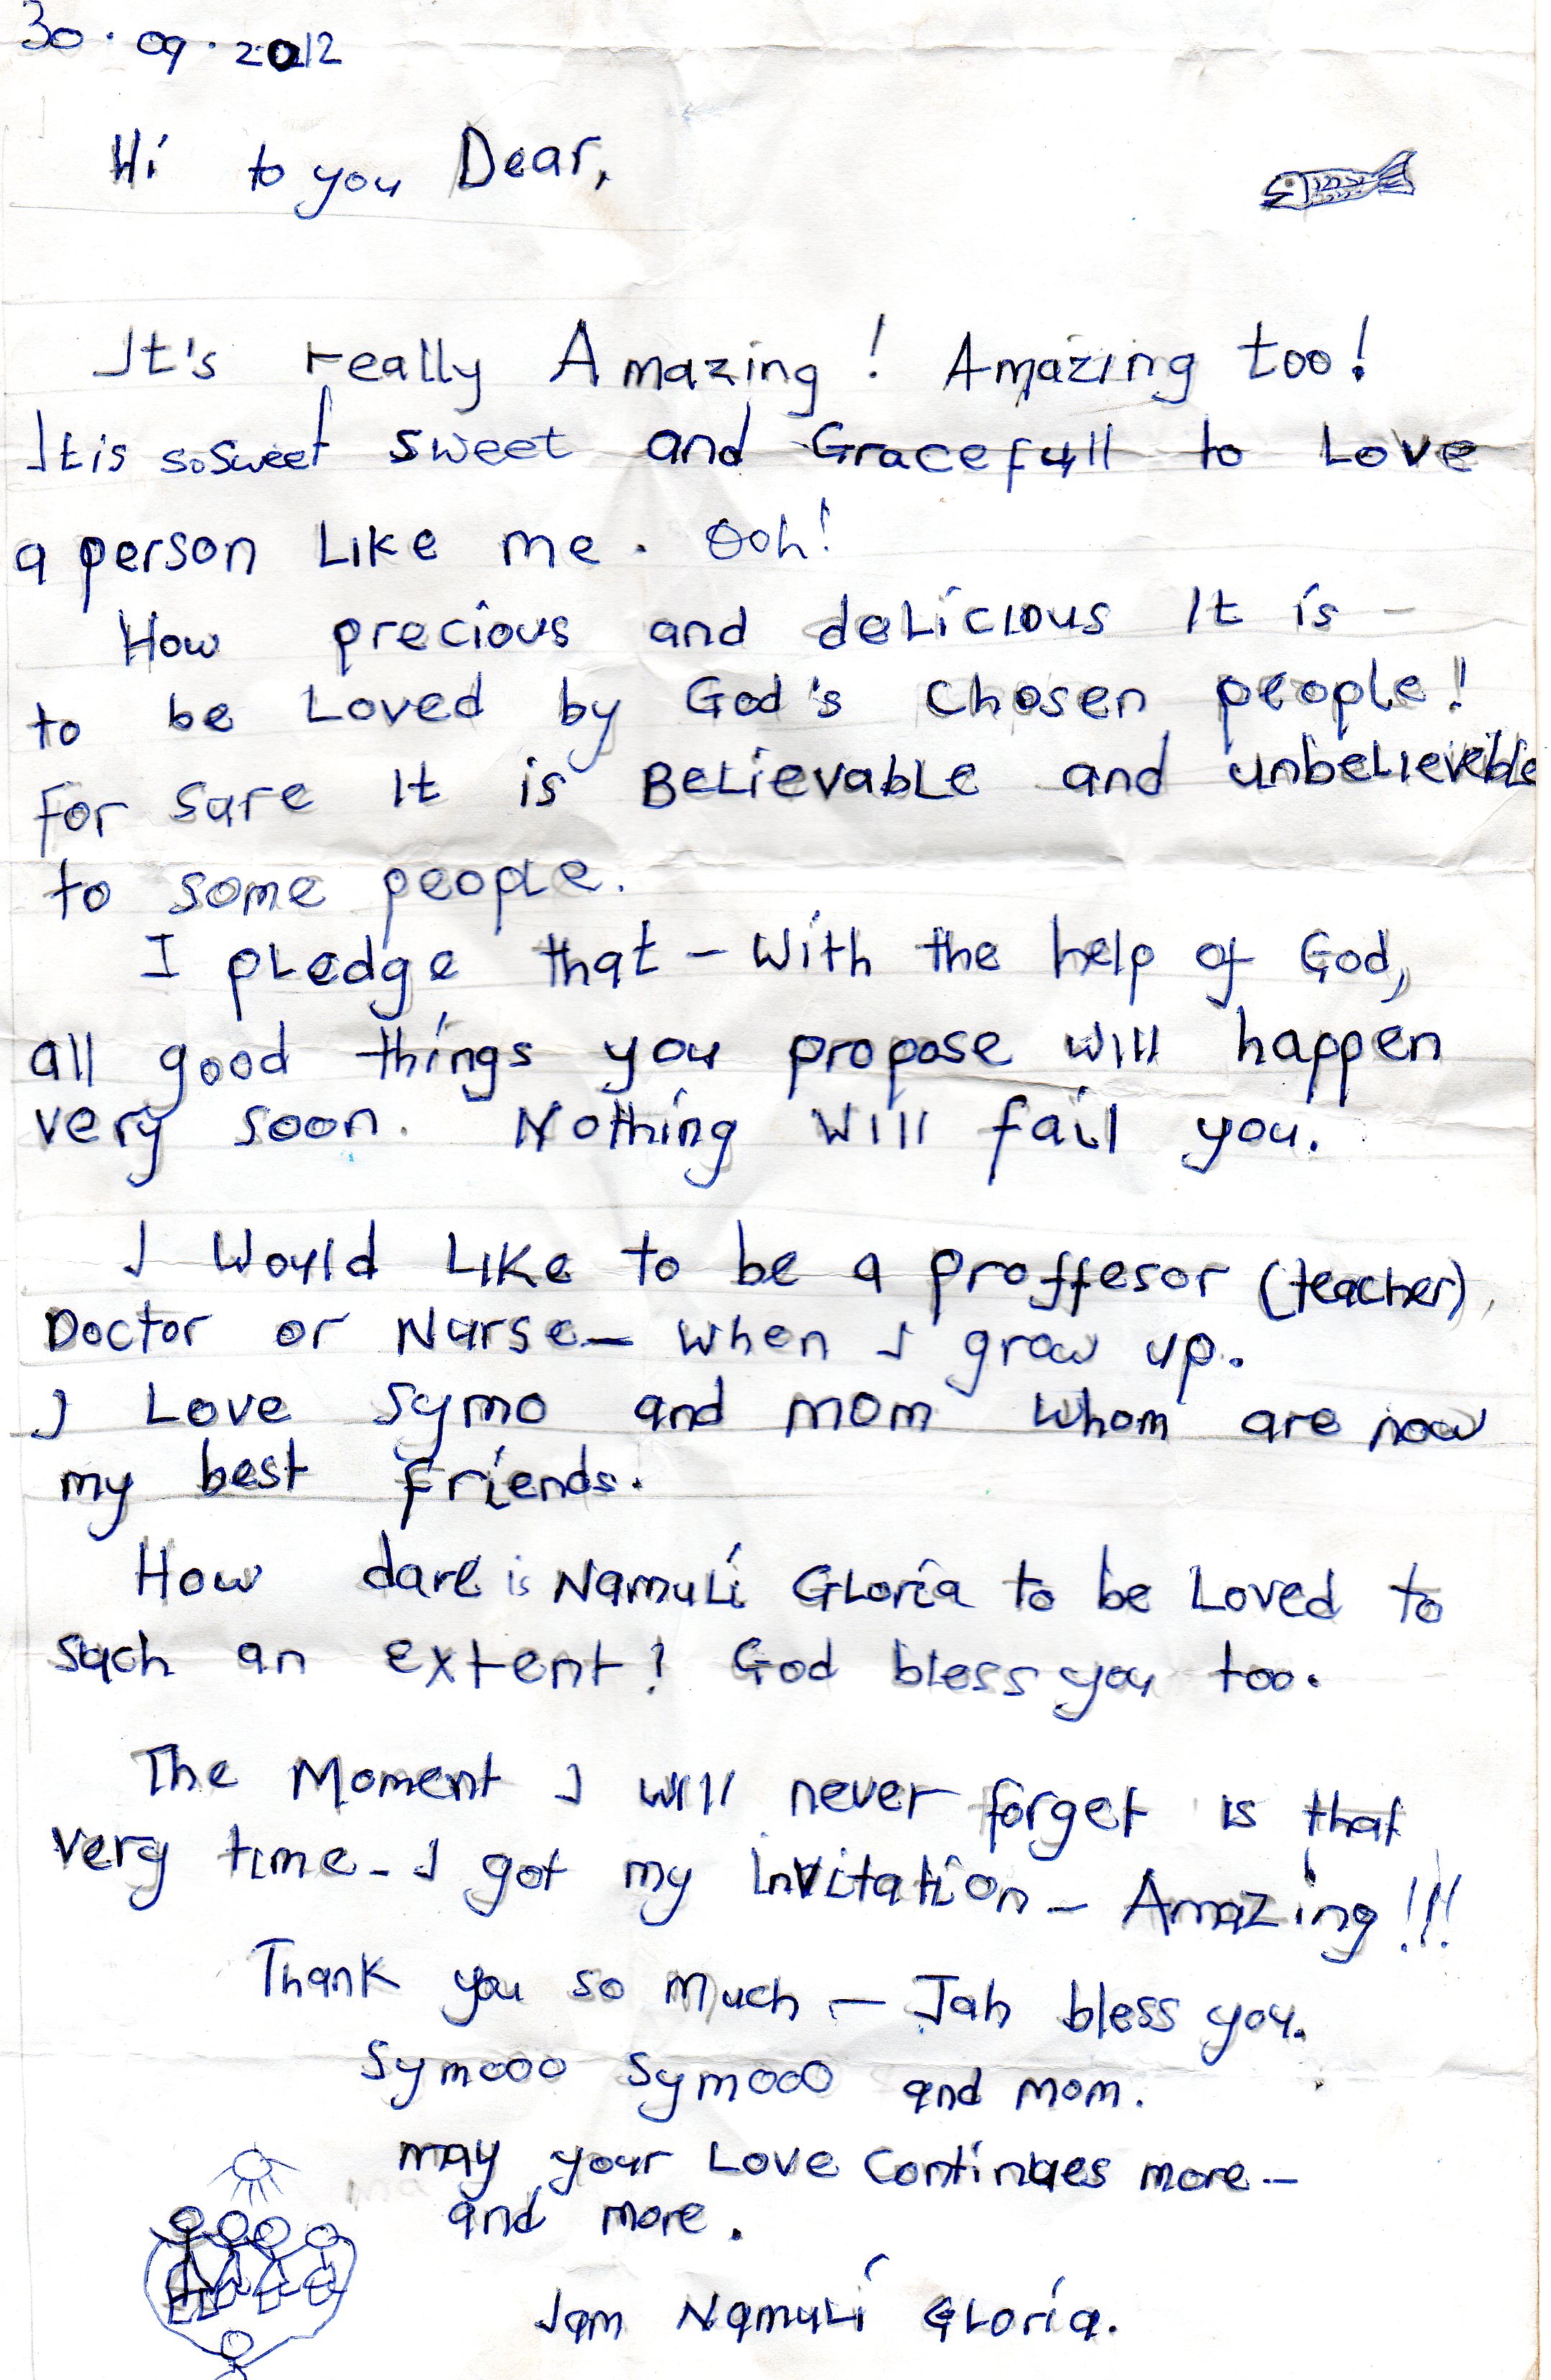 30.09.2012
Hi to you Dear,
It's really Amazing! Amazing too!
It is so sweet sweet and Gracefull to Love
a person Like me. Ooh!
How precious and delicious It is -
to be Loved by God's chosen people!
For sure It is Believable and unbelieveble
to some people.
I pledge that - With the help of God,
all good things you propose will happen
very soon. Nothing will fail you.
I Would Like to be a proffesor (teacher),
Doctor or Nurse - when I grow up.
I Love Symo and mom whom are now
my best friends.
How dare is Namuli Gloria to be Loved to
such an extent? God bless you too.
The Moment I will never forget is that
very time - I got my invitation - Amazing!!!
Thank you so much - Jah bless you.
Symooo Symooo and mom.
may your Love continues more -
and more.
Iam Namuli Gloria.